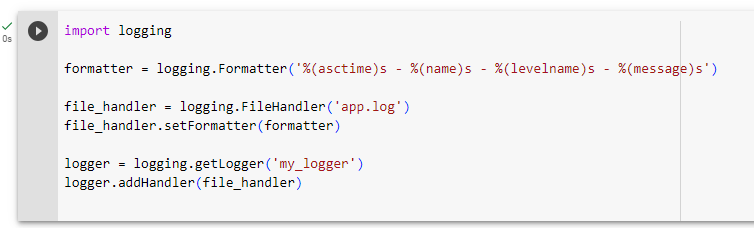 import logging
formatter = logging.Formatter('%(asctime)s - %(name)s - %(levelname)s - %(message)s')
file_handler = logging.FileHandler('app.log')
file_handler.setFormatter(formatter)
logger = logging.getLogger('my_logger')
logger.addHandler(file_handler)
0s